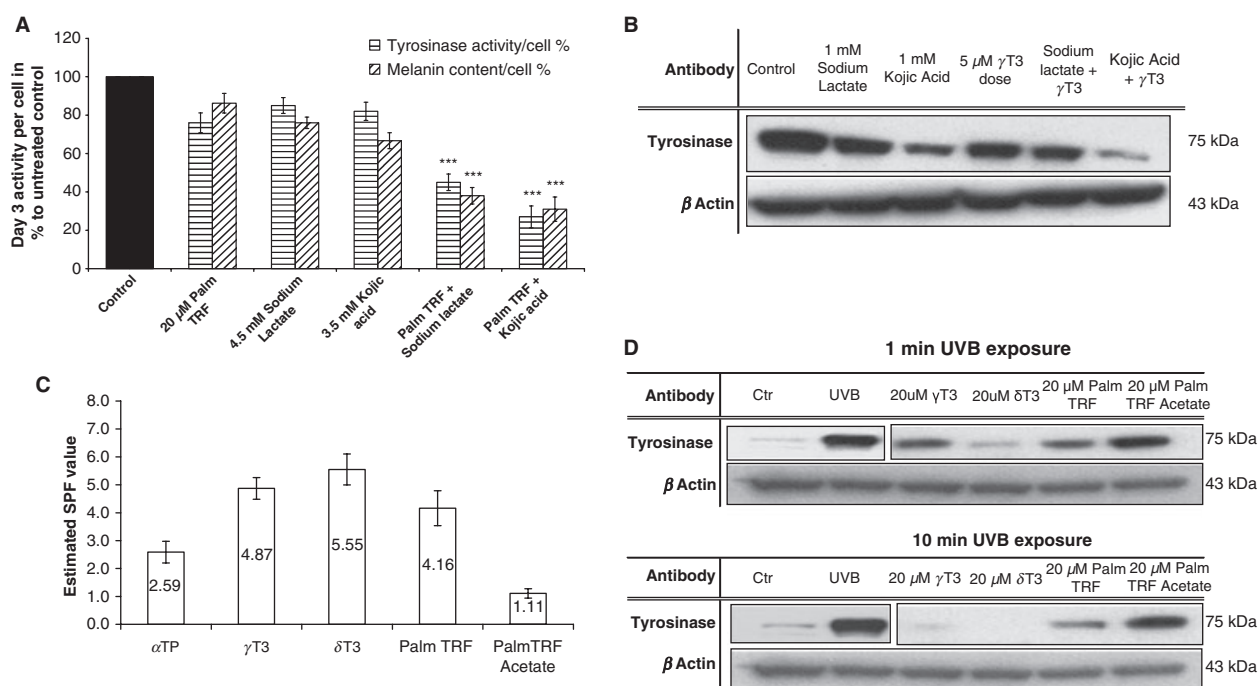 A
Day 3 activity per cell in
% to untreated control
120
100
80
60
40
20
0
Tyrosinase activity/cell %
Melanin content/cell %
***
***
***
***
Control
20 µM Palm
TRF
4.5 mM Sodium
Lactate
3.5 mM Kojic
acid
Palm TRF +
Sodium lactate
Palm TRF +
Kojic acid
B
Antibody
Control
1 mM
Sodium
Lactate
1 mM
Kojic Acid
5 µM γT3
dose
Sodium
lactate +
γT3
Kojic Acid
+ γT3
Tyrosinase
75 kDa
β Actin
43 kDa
C
Estimated SPF value
8.0
7.0
6.0
5.0
4.0
3.0
2.0
1.0
0.0
2.59
4.87
5.55
4.16
1.11
αTP
γT3
δT3
Palm TRF
PalmTRF
Acetate
D
1 min UVB exposure
Antibody
Ctr
UVB
20uM γT3
20uM δT3
20 µM Palm
TRF
20 µM Palm
TRF Acetate
Tyrosinase
75 kDa
β Actin
43 kDa
10 min UVB exposure
Antibody
Ctr
UVB
20 µM γT3
20 µM δT3
20 µM Palm
TRF
20 µM Palm
TRF Acetate
Tyrosinase
75 kDa
β Actin
43 kDa